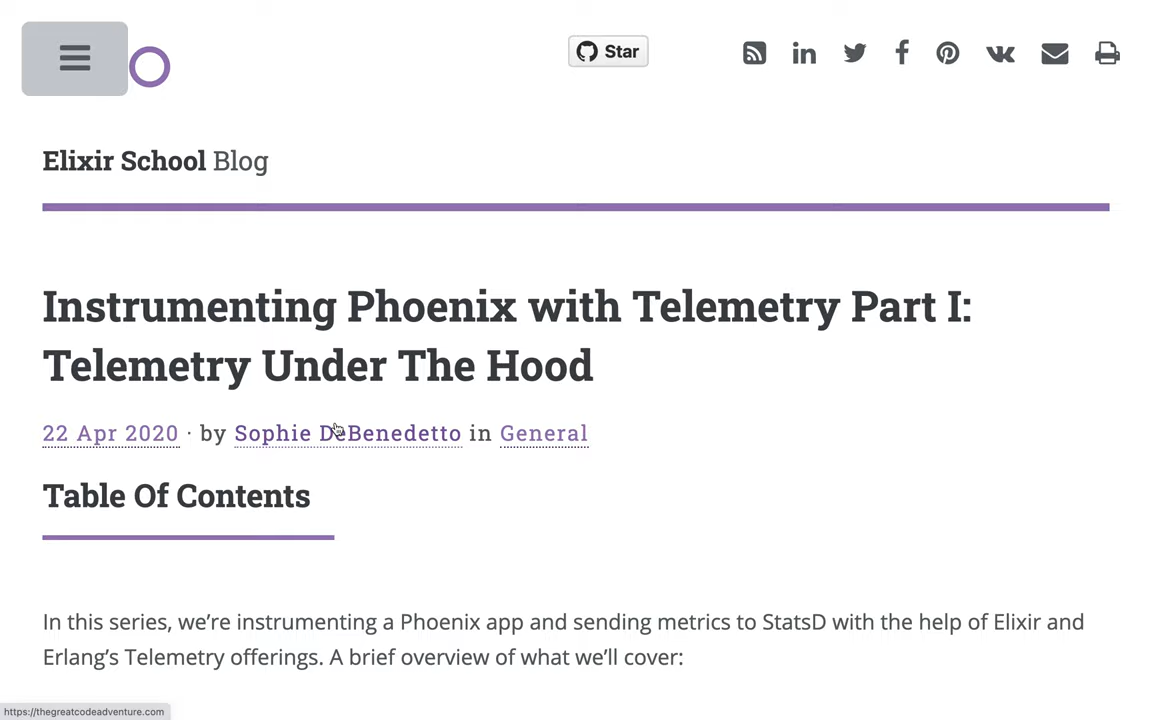 Star
Elixir School Blog
Instrumenting Phoenix with Telemetry Part I:
Telemetry Under The Hood
22 Apr 2020 · by Sophie DeBenedetto in General
Table Of Contents
In this series, we’re instrumenting a Phoenix app and sending metrics to StatsD with the help of Elixir and
Erlang’s Telemetry offerings. A brief overview of what we’ll cover:
https://thegreatcodeadventure.com